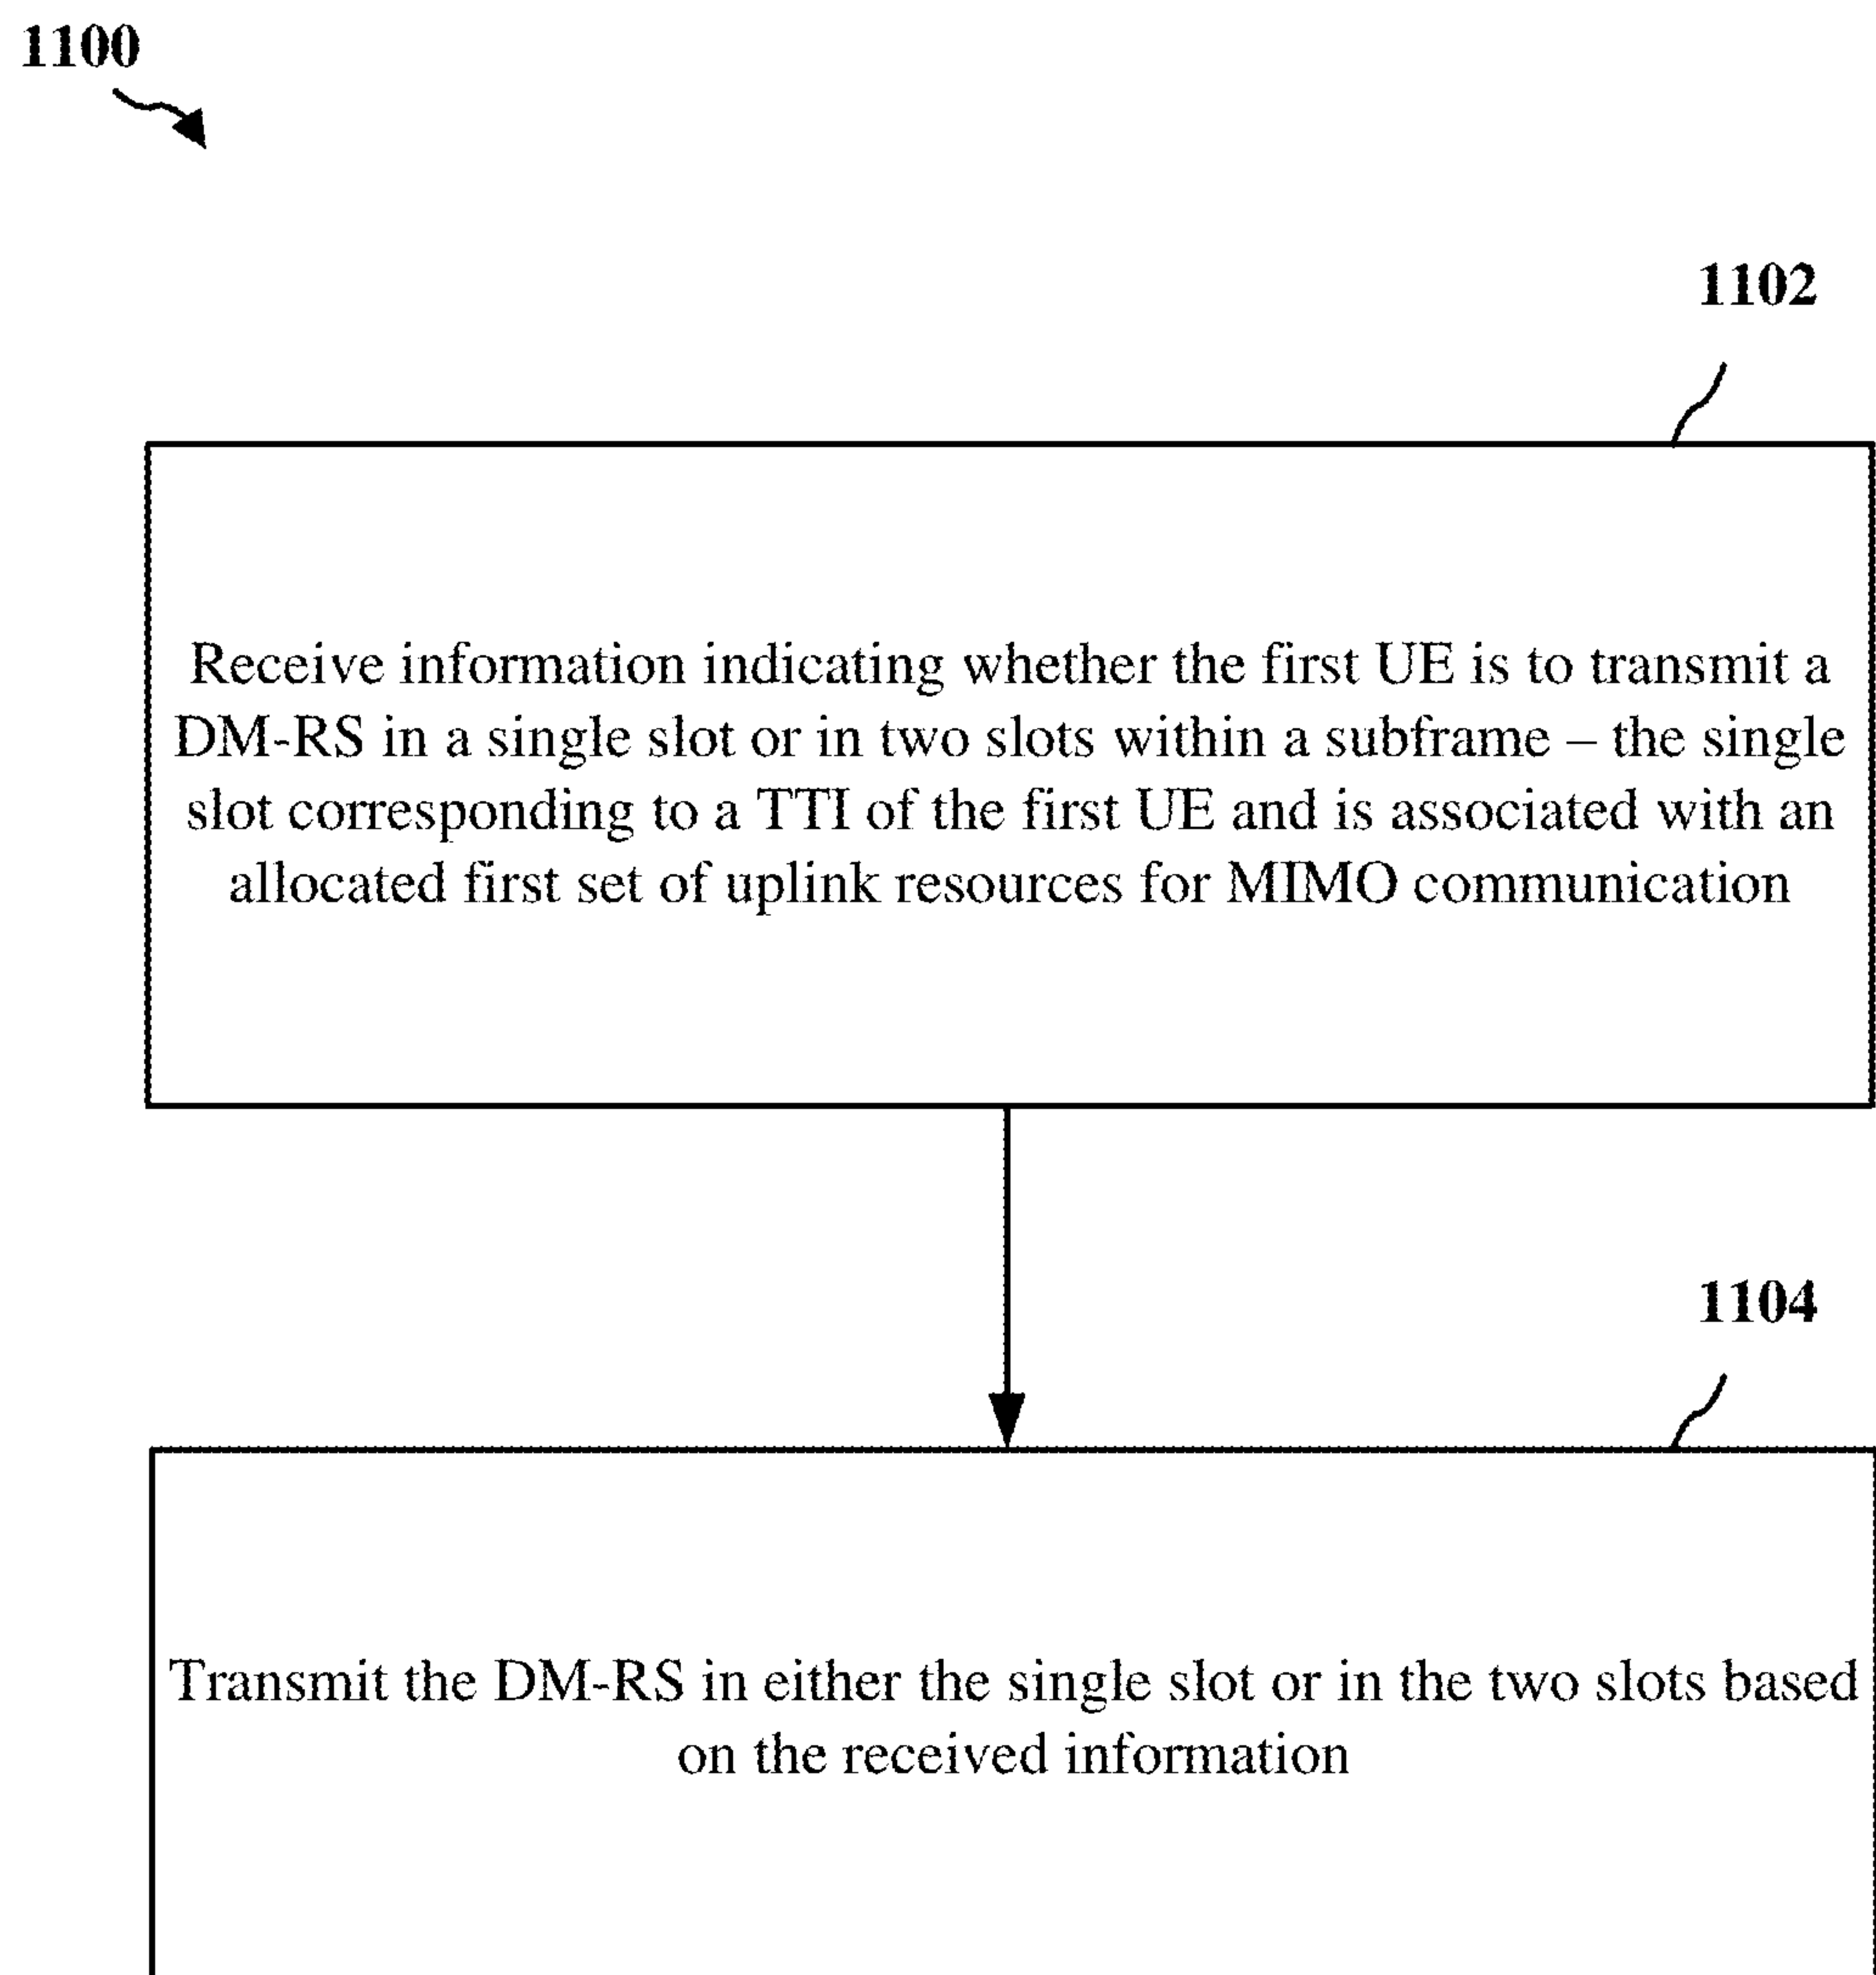 1100
1102
Receive information indicating whether the first UE is to transmit a
DM-RS in a single slot or in two slots within a subframe – the single
slot corresponding to a TTI of the first UE and is associated with an
allocated first set of uplink resources for MIMO communication
1104
Transmit the DM-RS in either the single slot or in the two slots based
on the received information